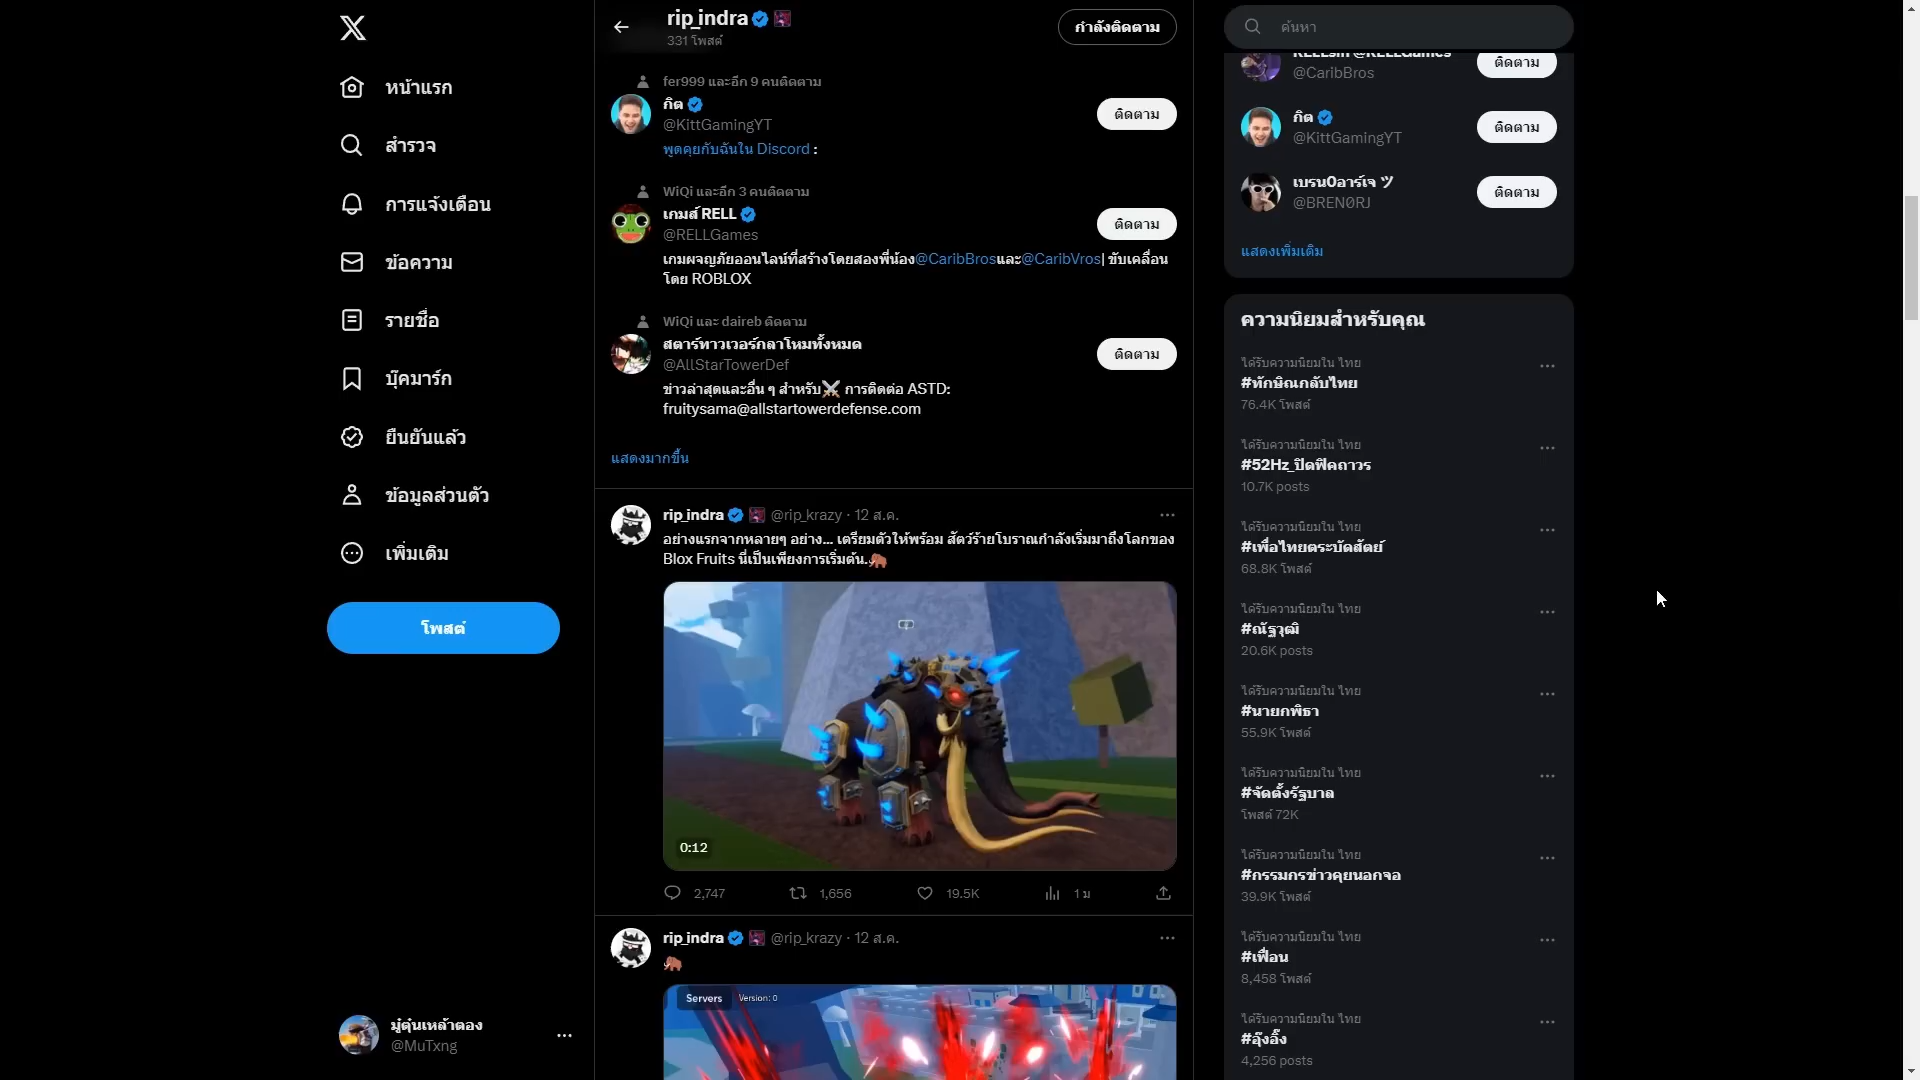 หน้าแรก
สำรวจ
การแจ้งเตือน
ข้อความ
รายชื่อ
บุ๊คมาร์ก
ยืนยันแล้ว
ข้อมูลส่วนตัว
เพิ่มเติม
โพสต์
มู๋ตุ๋นเหล้าตอง
@MuTxng
rip_indra
331 โพสต์
กำลังติดตาม
fer999 และอีก 9 คนติดตาม
กิต
@KittGamingYT
ติดตาม
พูดคุยกับฉันใน Discord :
WiQi และอีก 3 คนติดตาม
เกมส์ RELL
@RELLGames
ติดตาม
เกมผจญภัยออนไลน์ที่สร้างโดยสองพี่น้อง@CaribBrosและ@CaribVros| ขับเคลื่อน
โดย ROBLOX
WiQi และ daireb ติดตาม
สตาร์ทาวเวอร์กลาโหมทั้งหมด
@AllStarTowerDef
ติดตาม
ข่าวล่าสุดและอื่น ๆ สำหรับ⚔️ การติดต่อ ASTD:
fruitysama@allstartowerdefense.com
แสดงมากขึ้น
rip_indra @rip_krazy · 12 ส.ค.
อย่างแรกจากหลายๆ อย่าง... เตรียมตัวให้พร้อม สัตว์ร้ายโบราณกำลังเริ่มมาถึงโลกของ
Blox Fruits นี่เป็นเพียงการเริ่มต้น.🦣
0:12
2,747 1,656 19.5K 1 ม
rip_indra @rip_krazy · 12 ส.ค.
🦣
Servers Version: 0
ค้นหา
@CaribBros
ติดตาม
กิต
@KittGamingYT
ติดตาม
เบรน0อาร์เจ ツ
@BREN0RJ
ติดตาม
แสดงเพิ่มเติม
ความนิยมสำหรับคุณ
ได้รับความนิยมใน ไทย
#ทักษิณกลับไทย
76.4K โพสต์
ได้รับความนิยมใน ไทย
#52Hz_ปิดฟิคถาวร
10.7K posts
ได้รับความนิยมใน ไทย
#เพื่อไทยตระบัดสัตย์
68.8K โพสต์
ได้รับความนิยมใน ไทย
#ณัฐวุฒิ
20.6K posts
ได้รับความนิยมใน ไทย
#นายกพิธา
55.9K โพสต์
ได้รับความนิยมใน ไทย
#จัดตั้งรัฐบาล
โพสต์ 72K
ได้รับความนิยมใน ไทย
#กรรมกรข่าวคุยนอกจอ
39.9K โพสต์
ได้รับความนิยมใน ไทย
#เฟื่อน
8,458 โพสต์
ได้รับความนิยมใน ไทย
#อุ๊งอิ๊ง
4,256 posts